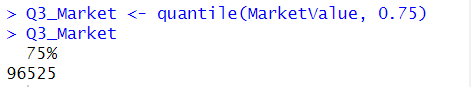 > Q3_Market <- quantile(MarketValue, 0.75)
> Q3_Market
75%
96525